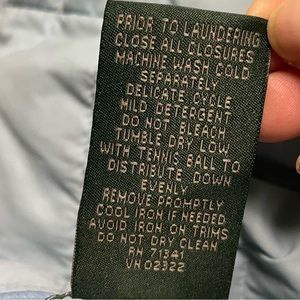 PRIOR TO LAUNDERING
CLOSE ALL CLOSURES
MACHINE WASH COLD
SEPARATELY
DELICATE CYCLE
MILD DETERGENT
DO NOT BLEACH
TUMBLE DRY LOW
WITH TENNIS BALL TO
DISTRIBUTE DOWN
EVENLY
REMOVE PROMPTLY
COOL IRON IF NEEDED
AVOID IRON ON TRIMS
DO NOT DRY CLEAN
RN 71341
VN 02322